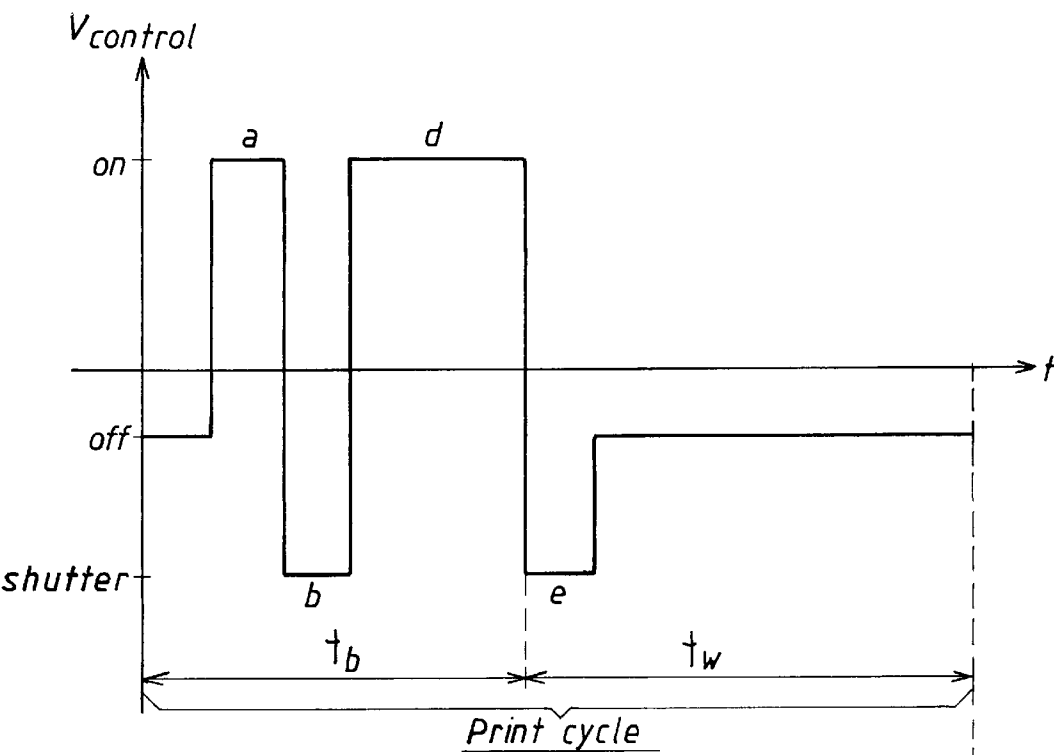 Vcontrol
a
d
on
t
off
shutter
b
e
tb
tw
Print cycle